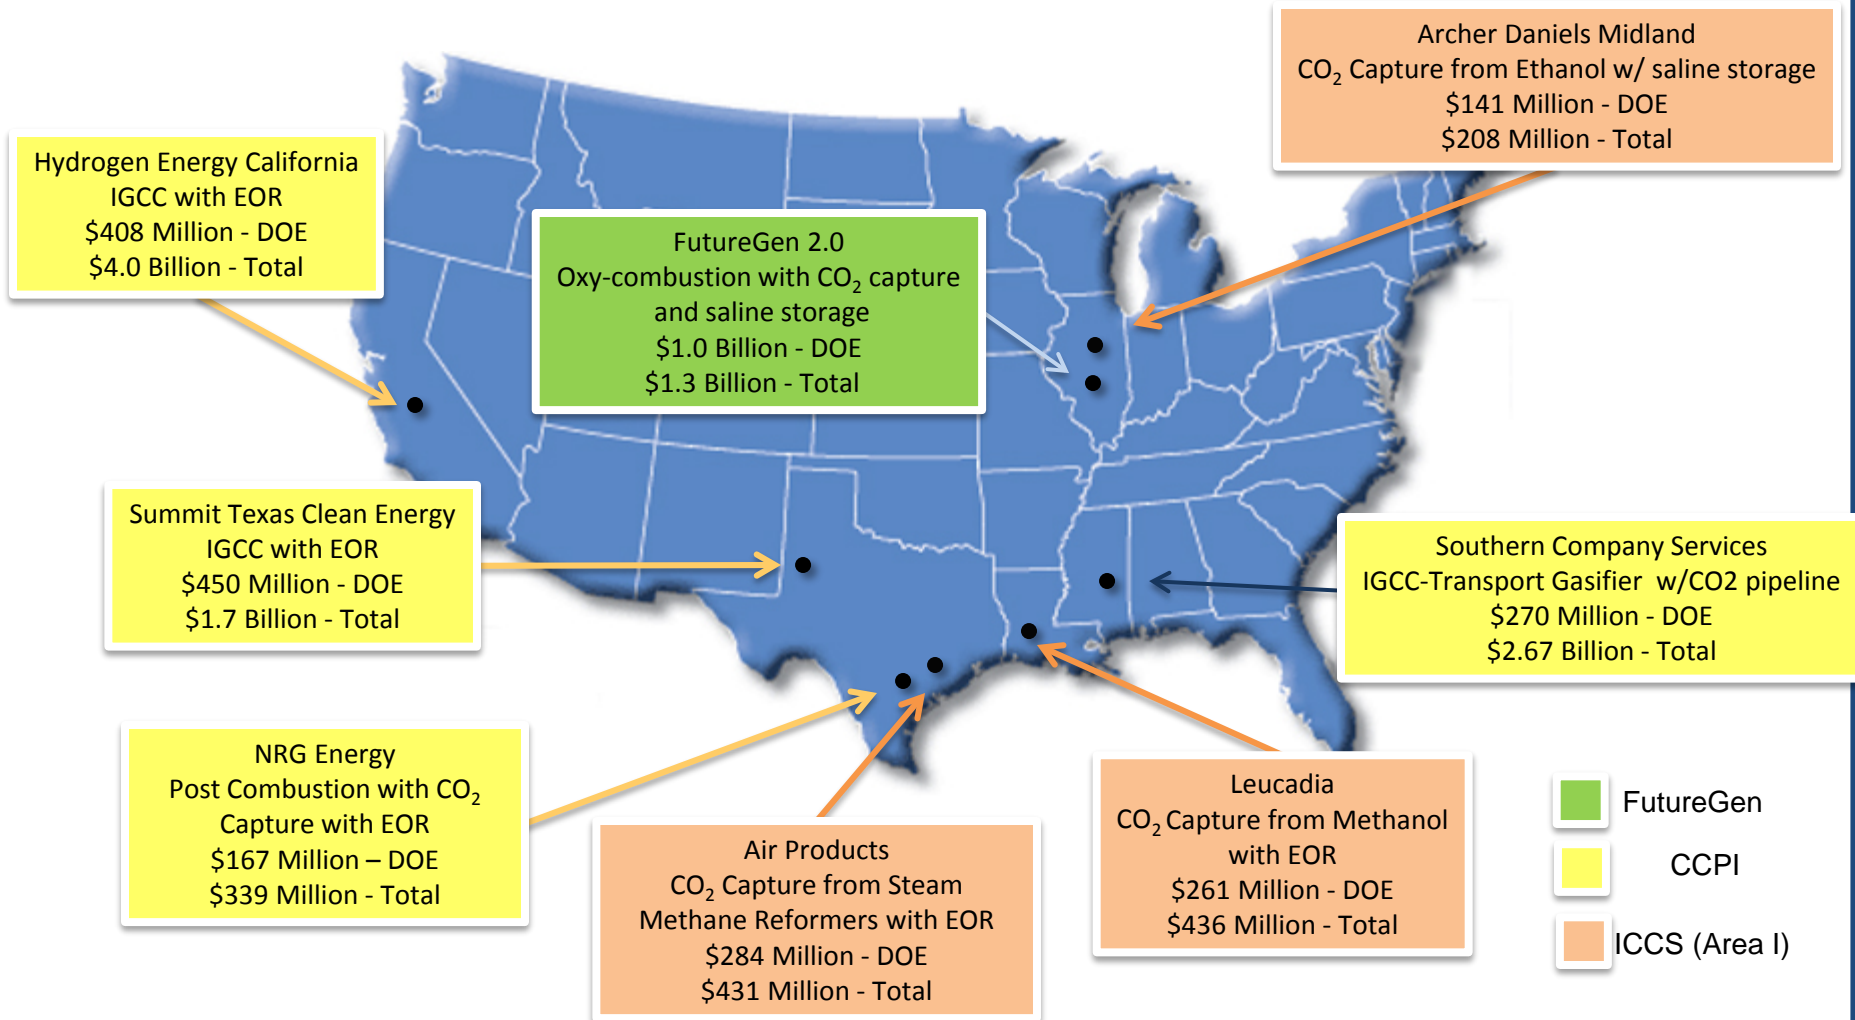 Archer Daniels Midland
CO₂ Capture from Ethanol w/ saline storage
$141 Million - DOE
$208 Million - Total
Hydrogen Energy California
IGCC with EOR
$408 Million - DOE
$4.0 Billion - Total
FutureGen 2.0
Oxy-combustion with CO₂ capture
and saline storage
$1.0 Billion - DOE
$1.3 Billion - Total
Summit Texas Clean Energy
IGCC with EOR
$450 Million - DOE
$1.7 Billion - Total
Southern Company Services
IGCC-Transport Gasifier w/CO2 pipeline
$270 Million - DOE
$2.67 Billion - Total
NRG Energy
Post Combustion with CO₂
Capture with EOR
$167 Million – DOE
$339 Million - Total
Air Products
CO₂ Capture from Steam
Methane Reformers with EOR
$284 Million - DOE
$431 Million - Total
Leucadia
CO₂ Capture from Methanol
with EOR
$261 Million - DOE
$436 Million - Total
FutureGen
CCPI
ICCS (Area I)